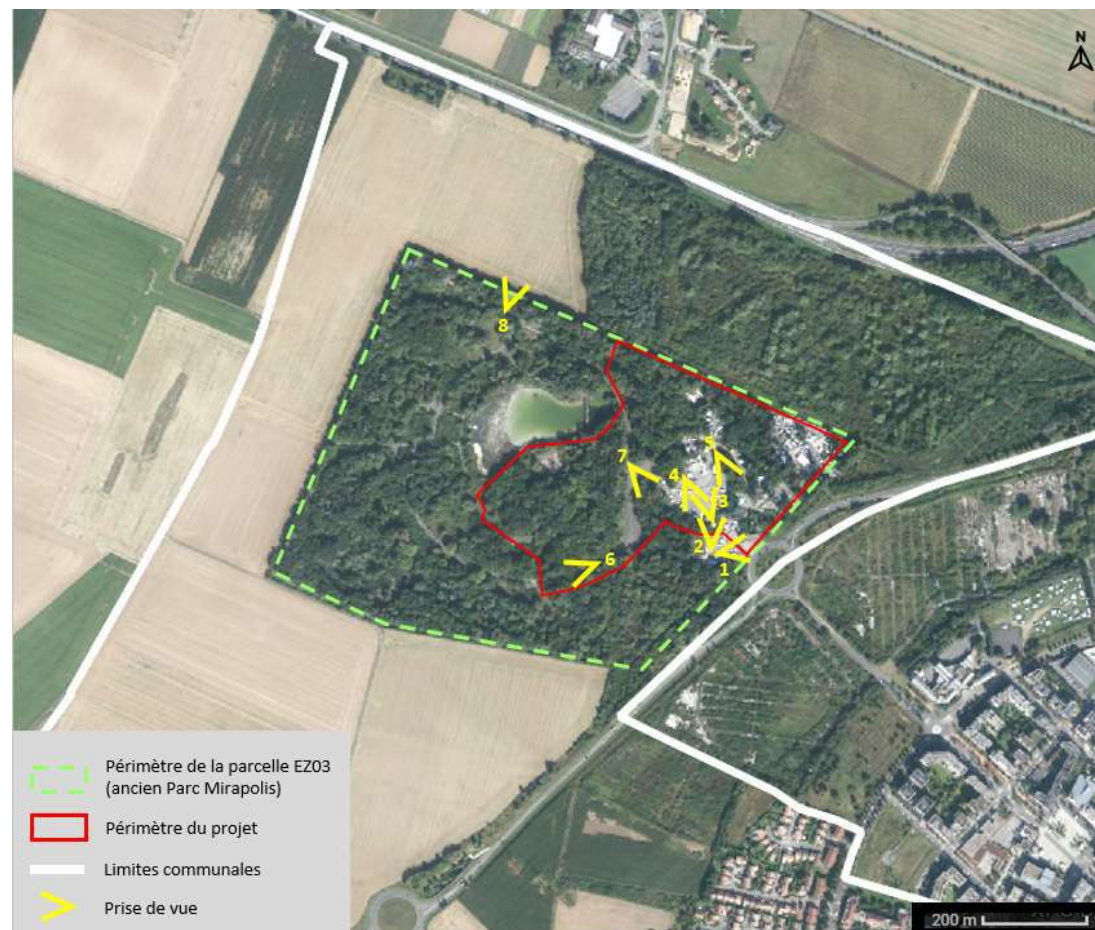 N
8
7
5
4
3
6
2
1
Périmètre de la parcelle EZ03
(ancien Parc Mirapolis)
Périmètre du projet
Limites communales
Prise de vue
200 m